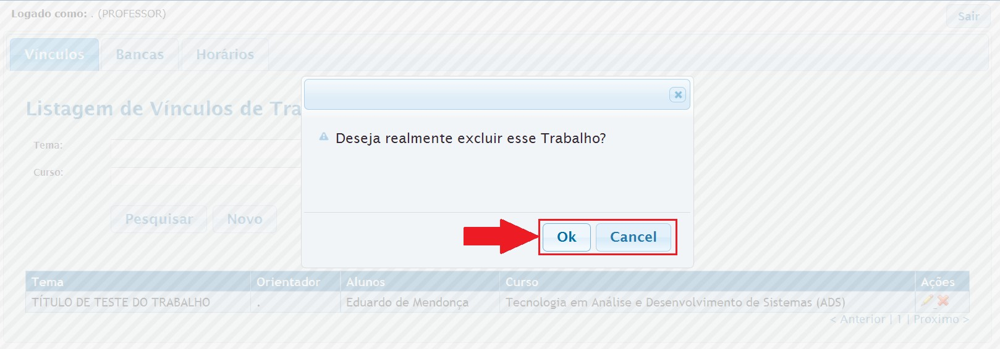 Logado como: . (PROFESSOR)
Sair
Vínculos Bancas Horários
Listagem de Vínculos de Tra
Deseja realmente excluir esse Trabalho?
Tema:
Curso:
Pesquisar Novo
Ok Cancel
Tema Orientador Alunos Curso Ações
TÍTULO DE TESTE DO TRABALHO . Eduardo de Mendonça Tecnologia em Análise e Desenvolvimento de Sistemas (ADS)
< Anterior | 1 | Proximo >